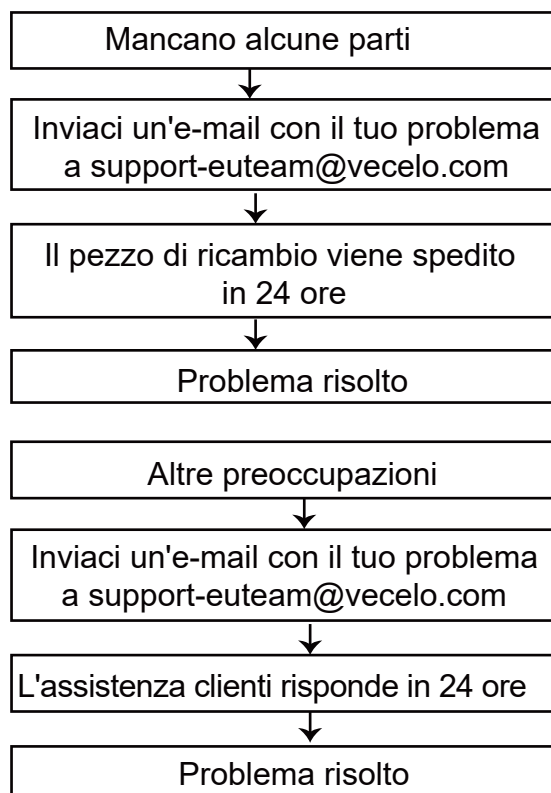 Mancano alcune parti
Inviaci un'e-mail con il tuo problema
a support-euteam@vecelo.com
Il pezzo di ricambio viene spedito
in 24 ore
Problema risolto
Altre preoccupazioni
Inviaci un'e-mail con il tuo problema
a support-euteam@vecelo.com
L'assistenza clienti risponde in 24 ore
Problema risolto